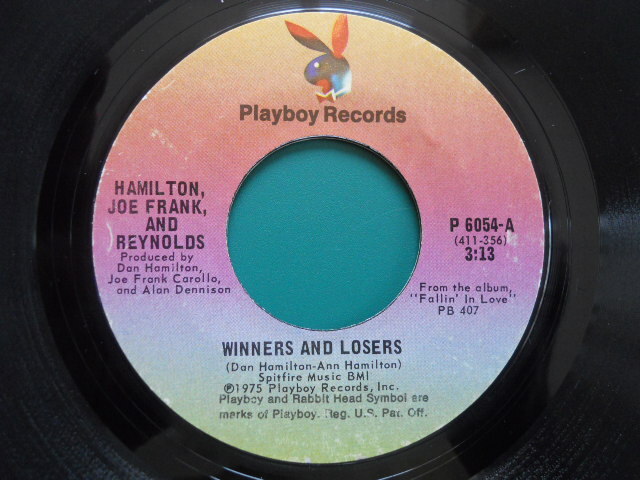 Playboy Records
HAMILTON,
JOE FRANK,
AND
REYNOLDS
Produced by
Dan Hamilton,
Joe Frank Carollo,
and Alan Dennison
P 6054-A
(411-356)
3:13
From the album,
"Fallin' In Love"
PB 407
WINNERS AND LOSERS
(Dan Hamilton-Ann Hamilton)
Spitfire Music BMI
℗1975 Playboy Records, Inc.
Playboy and Rabbit Head Symbol are
marks of Playboy. Reg. U.S. Pat. Off.